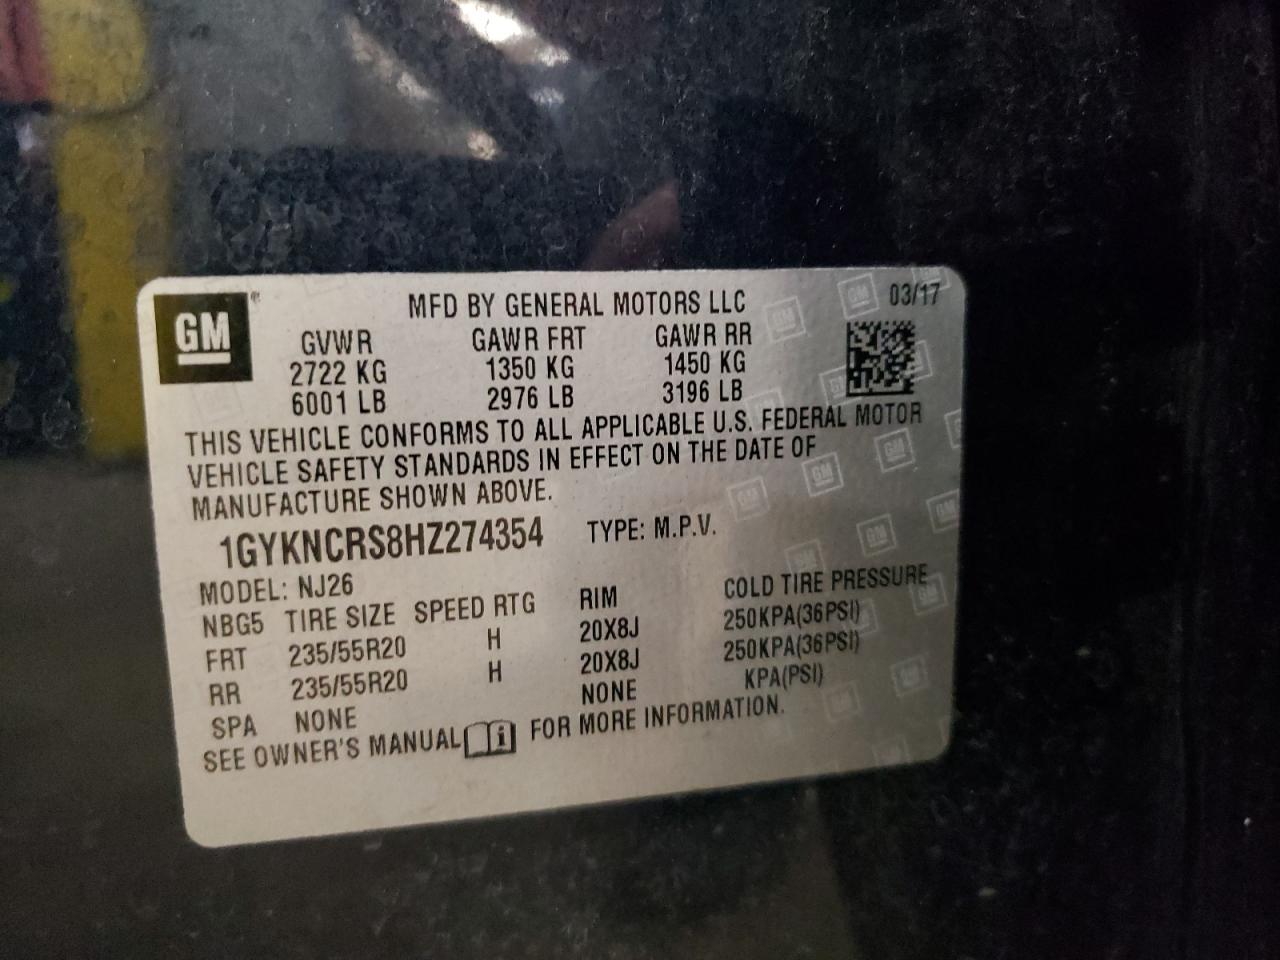 GM
®
MFD BY GENERAL MOTORS LLC 03/17
GVWR GAWR FRT GAWR RR
2722 KG 1350 KG 1450 KG
6001 LB 2976 LB 3196 LB
THIS VEHICLE CONFORMS TO ALL APPLICABLE U.S. FEDERAL MOTOR
VEHICLE SAFETY STANDARDS IN EFFECT ON THE DATE OF
MANUFACTURE SHOWN ABOVE.
1GYKNCRS8HZ274354 TYPE: M.P.V.
MODEL: NJ26
NBG5 TIRE SIZE SPEED RTG RIM COLD TIRE PRESSURE
FRT 235/55R20 H 20X8J 250KPA(36PSI)
RR 235/55R20 H 20X8J 250KPA(36PSI)
SPA NONE NONE KPA(PSI)
SEE OWNER'S MANUAL i FOR MORE INFORMATION.